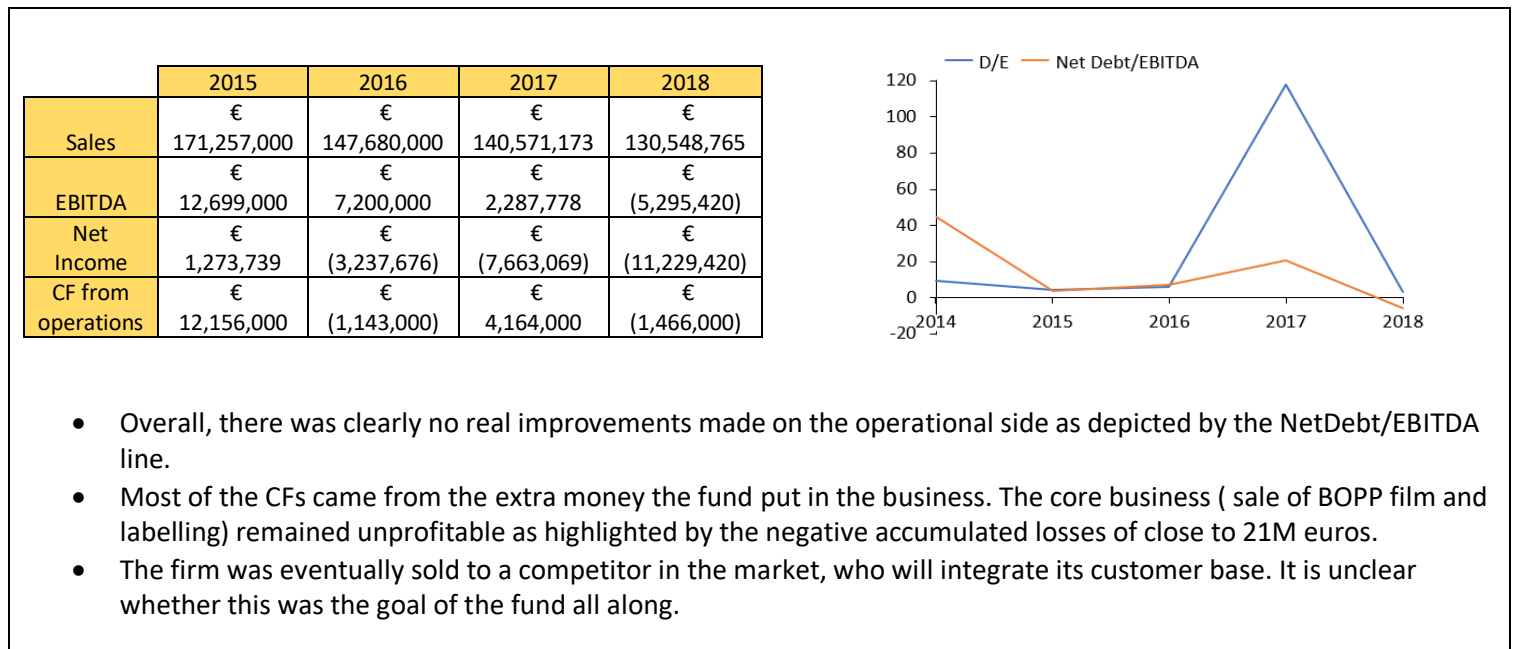 2015 2016 2017 2018
€ € € €
Sales 171,257,000 147,680,000 140,571,173 130,548,765
€ € € €
EBITDA 12,699,000 7,200,000 2,287,778 (5,295,420)
Net € € € €
Income 1,273,739 (3,237,676) (7,663,069) (11,229,420)
CF from € € € €
operations 12,156,000 (1,143,000) 4,164,000 (1,466,000)
D/E Net Debt/EBITDA
120
100
80
60
40
20
0
-20
2014 2015 2016 2017 2018
• Overall, there was clearly no real improvements made on the operational side as depicted by the NetDebt/EBITDA
line.
• Most of the CFs came from the extra money the fund put in the business. The core business ( sale of BOPP film and
labelling) remained unprofitable as highlighted by the negative accumulated losses of close to 21M euros.
• The firm was eventually sold to a competitor in the market, who will integrate its customer base. It is unclear
whether this was the goal of the fund all along.